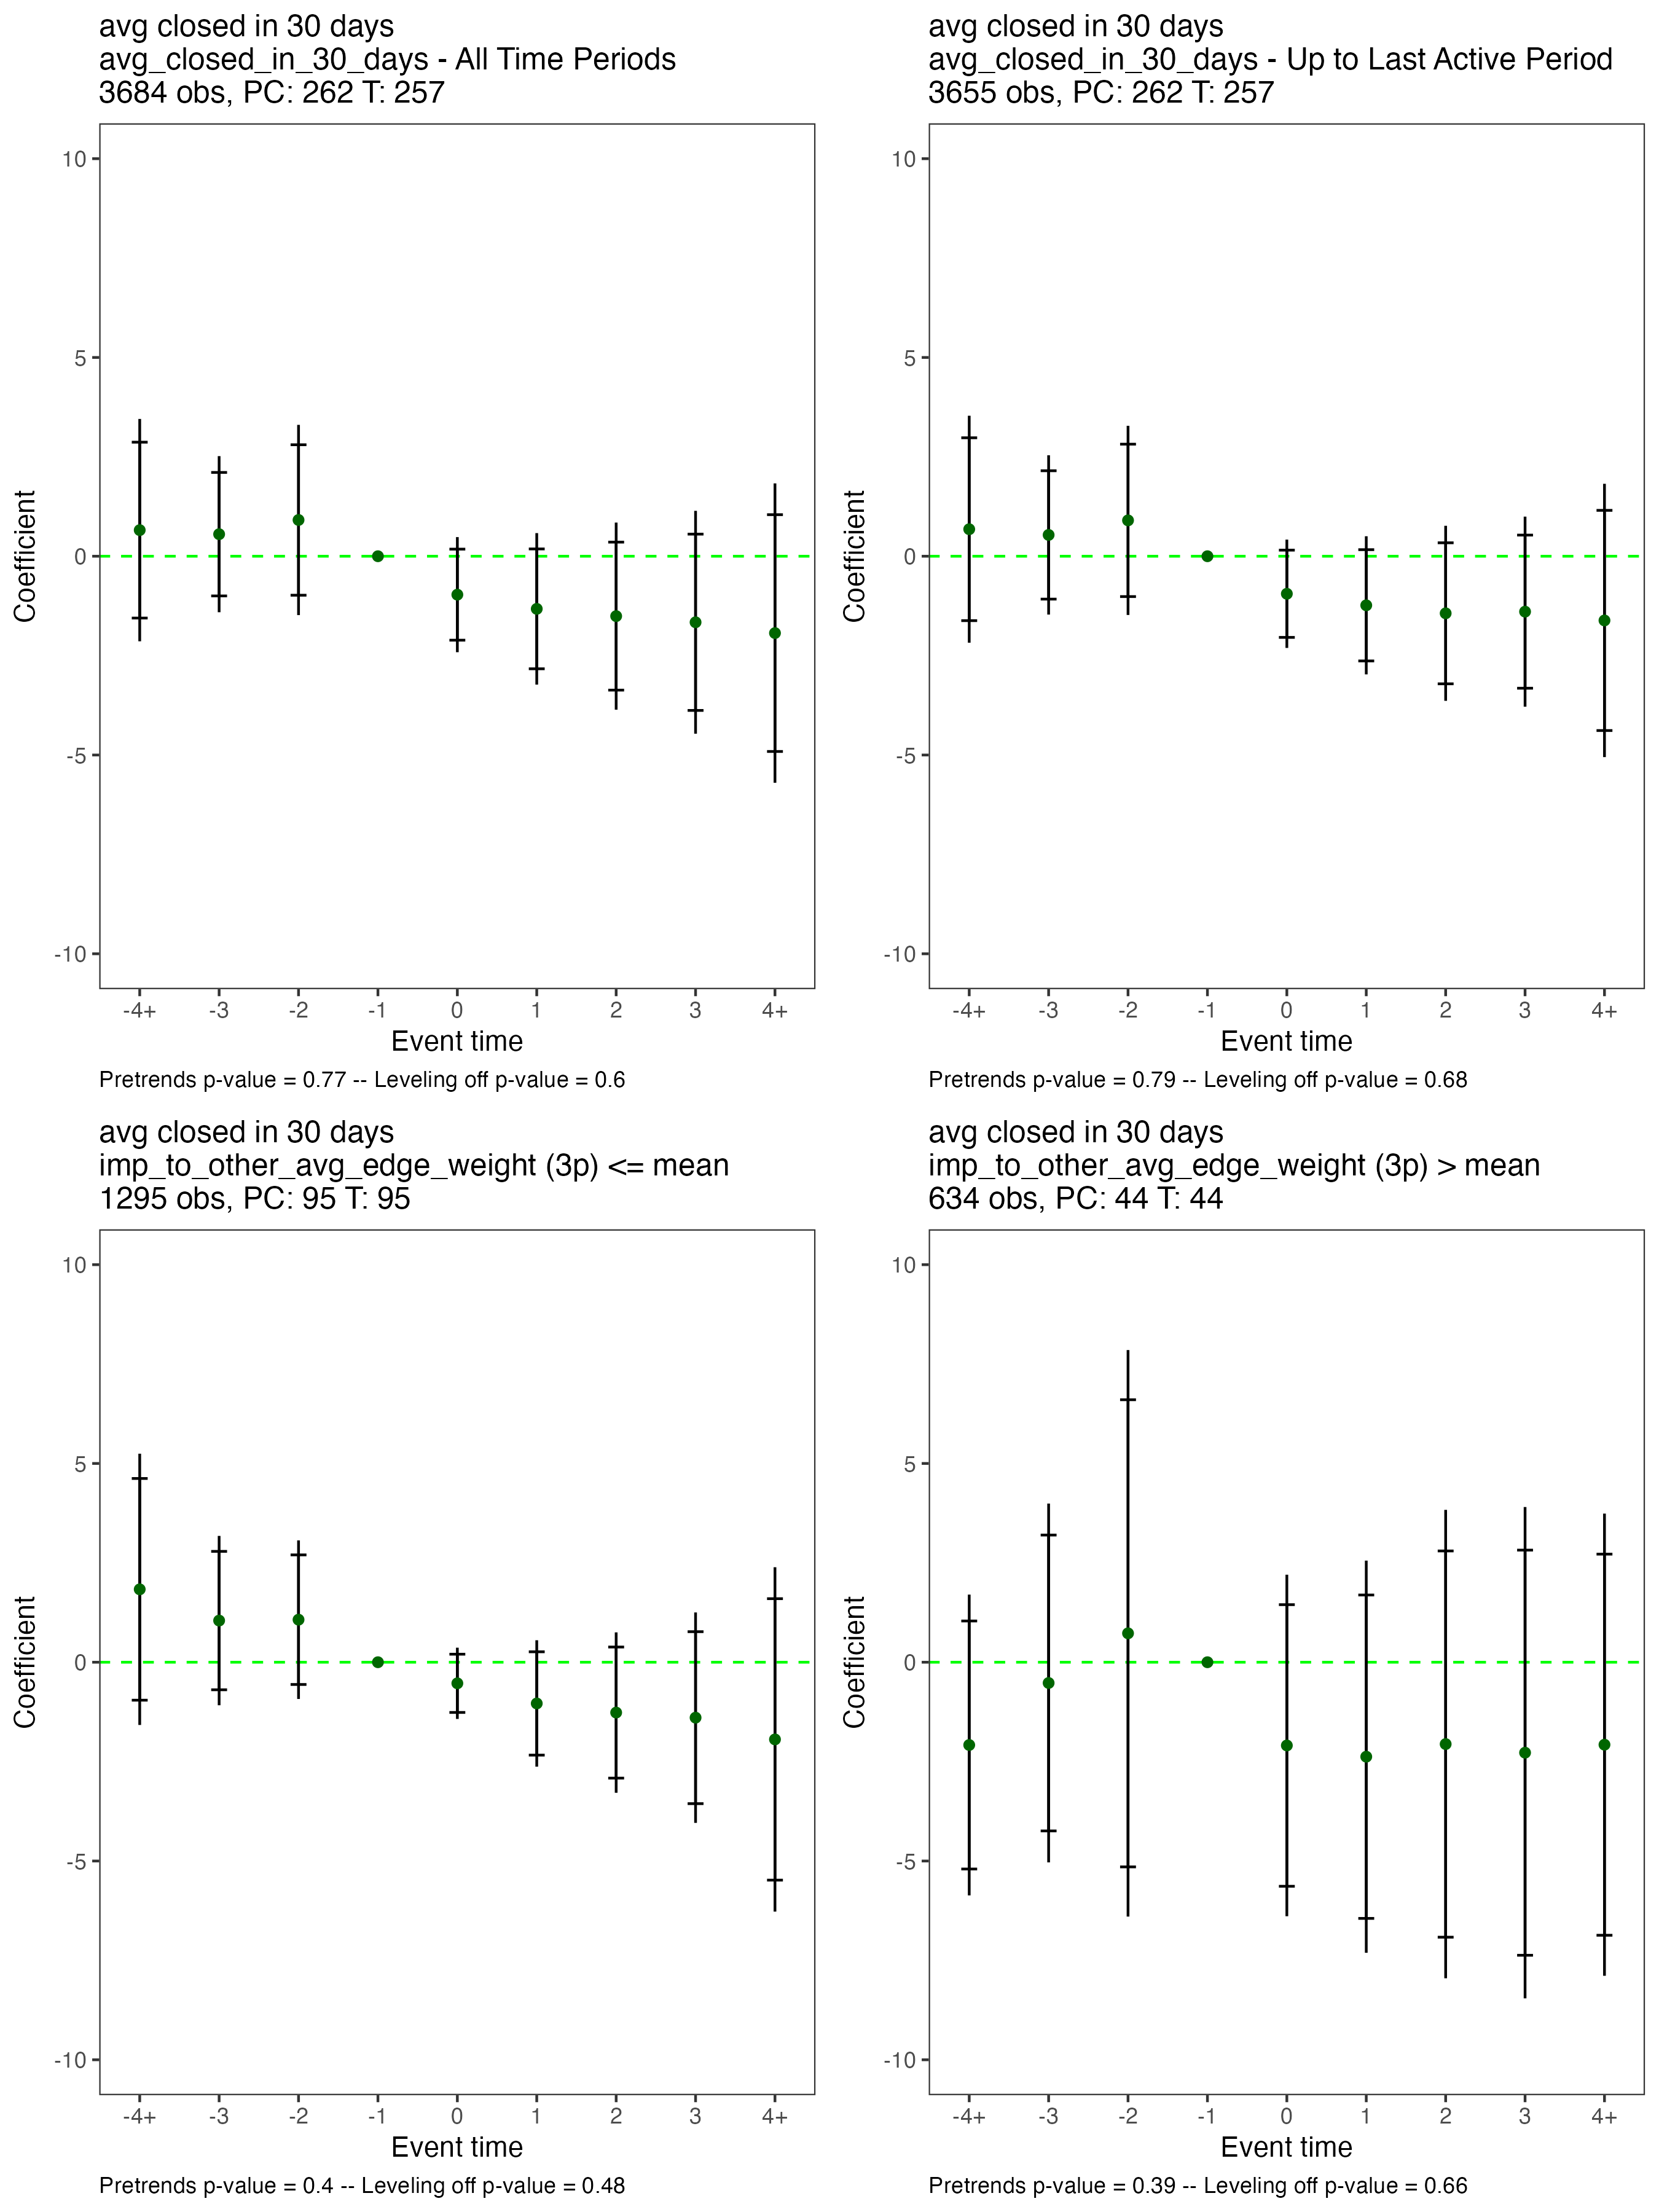 avg closed in 30 days
avg_closed_in_30_days - All Time Periods
3684 obs, PC: 262 T: 257
10
5
0
-5
-10
Coefficient
-4+ -3 -2 -1 0 1 2 3 4+
Event time
Pretrends p-value = 0.77 -- Leveling off p-value = 0.6
avg closed in 30 days
avg_closed_in_30_days - Up to Last Active Period
3655 obs, PC: 262 T: 257
10
5
0
-5
-10
Coefficient
-4+ -3 -2 -1 0 1 2 3 4+
Event time
Pretrends p-value = 0.79 -- Leveling off p-value = 0.68
avg closed in 30 days
imp_to_other_avg_edge_weight (3p) <= mean
1295 obs, PC: 95 T: 95
10
5
0
-5
-10
Coefficient
-4+ -3 -2 -1 0 1 2 3 4+
Event time
Pretrends p-value = 0.4 -- Leveling off p-value = 0.48
avg closed in 30 days
imp_to_other_avg_edge_weight (3p) > mean
634 obs, PC: 44 T: 44
10
5
0
-5
-10
Coefficient
-4+ -3 -2 -1 0 1 2 3 4+
Event time
Pretrends p-value = 0.39 -- Leveling off p-value = 0.66